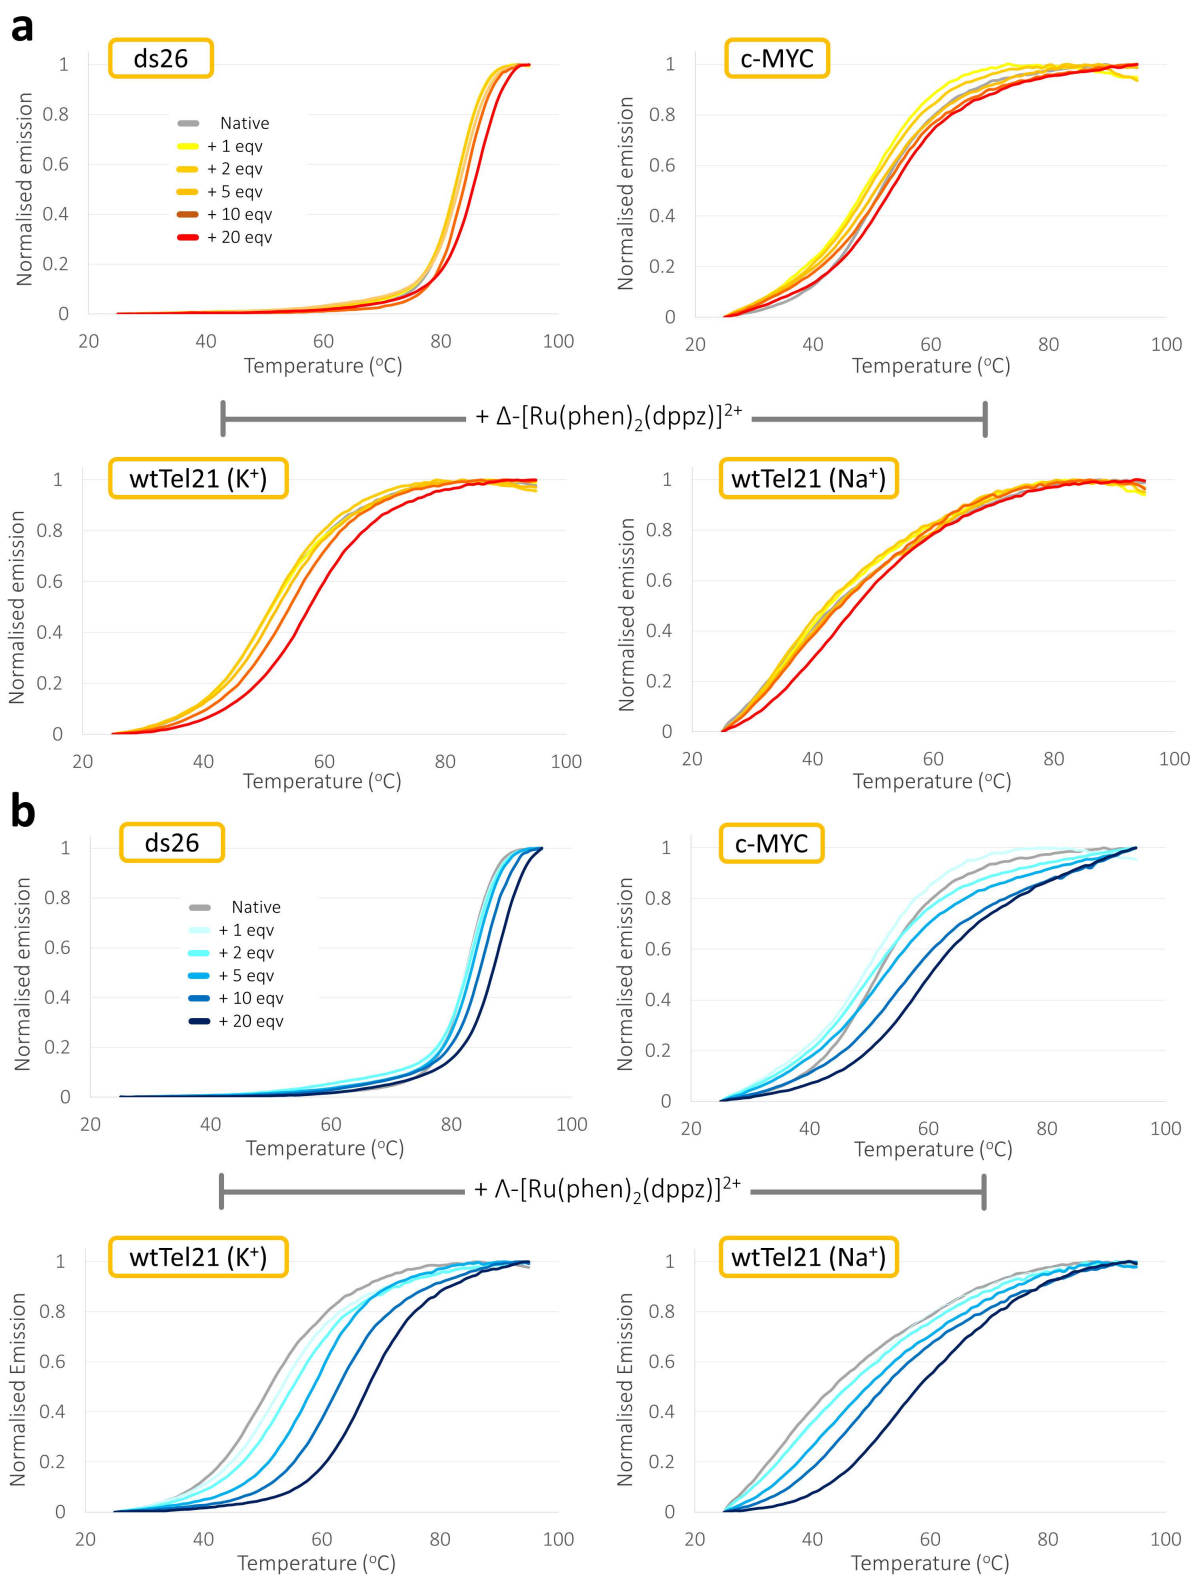 a
ds26
1
0.8
0.6
0.4
0.2
0
Normalised emission
Native
+ 1 eqv
+ 2 eqv
+ 5 eqv
+ 10 eqv
+ 20 eqv
20 40 60 80 100
Temperature (°C)
c-MYC
1
0.8
0.6
0.4
0.2
0
Normalised emission
20 40 60 80 100
Temperature (°C)
+ Δ-[Ru(phen)₂(dppz)]²⁺
wtTel21 (K⁺)
1
0.8
0.6
0.4
0.2
0
Normalised emission
20 40 60 80 100
Temperature (°C)
wtTel21 (Na⁺)
1
0.8
0.6
0.4
0.2
0
Normalised emission
20 40 60 80 100
Temperature (°C)
b
ds26
1
0.8
0.6
0.4
0.2
0
Normalised emission
Native
+ 1 eqv
+ 2 eqv
+ 5 eqv
+ 10 eqv
+ 20 eqv
20 40 60 80 100
Temperature (°C)
c-MYC
1
0.8
0.6
0.4
0.2
0
Normalised emission
20 40 60 80 100
Temperature (°C)
+ Λ-[Ru(phen)₂(dppz)]²⁺
wtTel21 (K⁺)
1
0.8
0.6
0.4
0.2
0
Normalised Emission
20 40 60 80 100
Temperature (°C)
wtTel21 (Na⁺)
1
0.8
0.6
0.4
0.2
0
Normalised Emission
20 40 60 80 100
Temperature (°C)